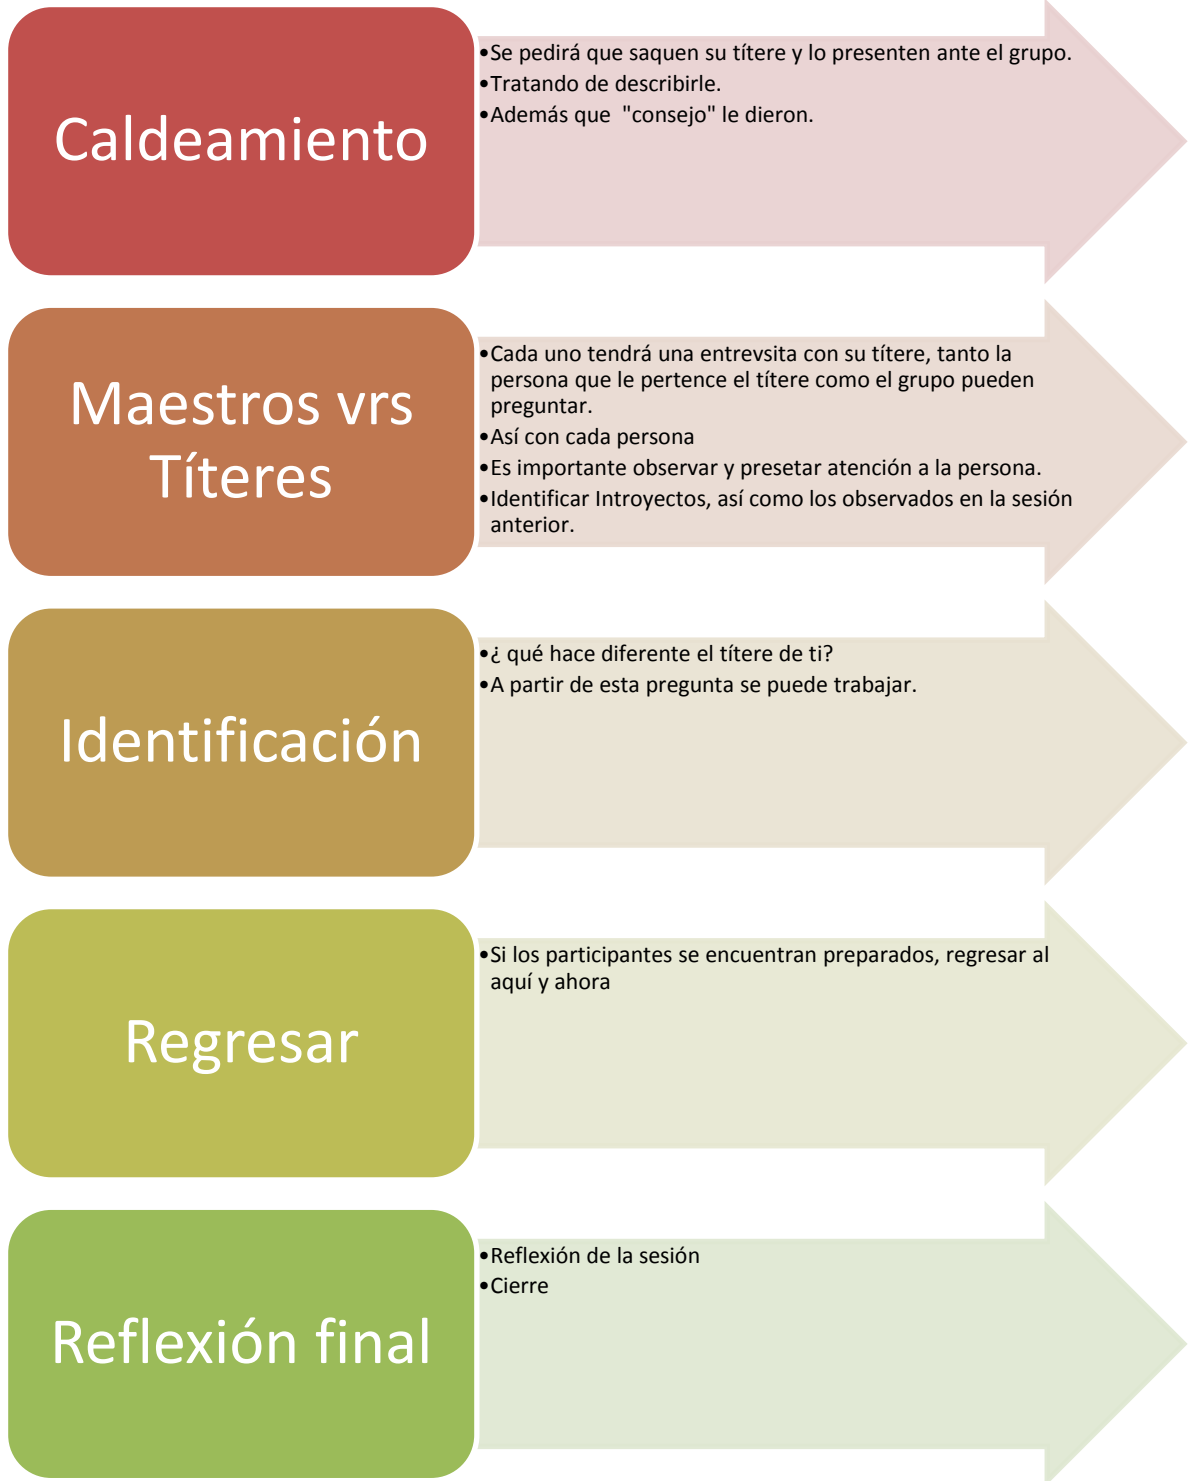 Caldeamiento
•Se pedirá que saquen su títere y lo presenten ante el grupo.
•Tratando de describirle.
•Además que  "consejo" le dieron.
Maestros vrs
Títeres
•Cada uno tendrá una entrevsita con su títere, tanto la
persona que le pertence el títere como el grupo pueden
preguntar.
•Así con cada persona
•Es importante observar y presetar atención a la persona.
•Identificar Introyectos, así como los observados en la sesión
anterior.
Identificación
•¿ qué hace diferente el títere de ti?
•A partir de esta pregunta se puede trabajar.
Regresar
•Si los participantes se encuentran preparados, regresar al
aquí y ahora
Reflexión final
•Reflexión de la sesión
•Cierre